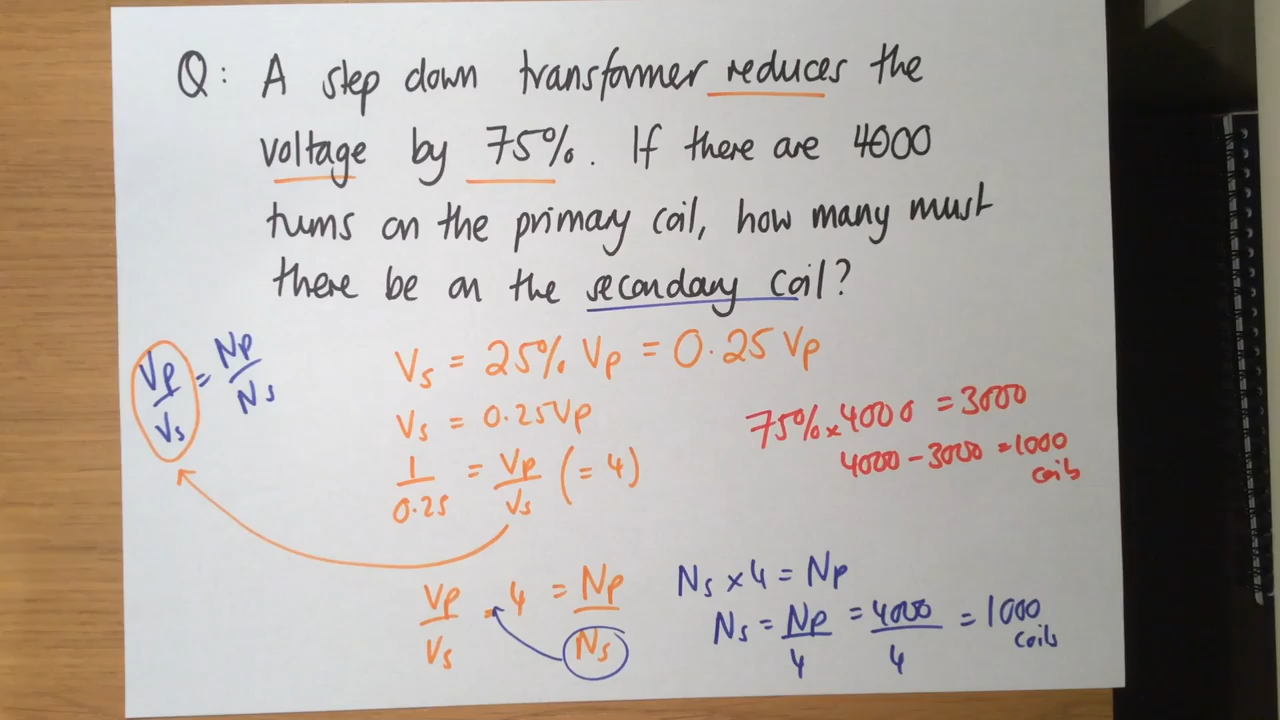 Q: A step down transformer reduces the
voltage by 75%. If there are 4000
turns on the primary coil, how many must
there be on the secondary coil?
Vp/Vs = Np/Ns
Vs = 25% Vp = 0.25 Vp
Vs = 0.25Vp
1/0.25 = Vp/Vs (= 4)
75% x 4000 = 3000
4000 - 3000 = 1000
coils
Vp/Vs = 4 = Np/Ns
Ns x 4 = Np
Ns = Np/4 = 4000/4 = 1000
coils